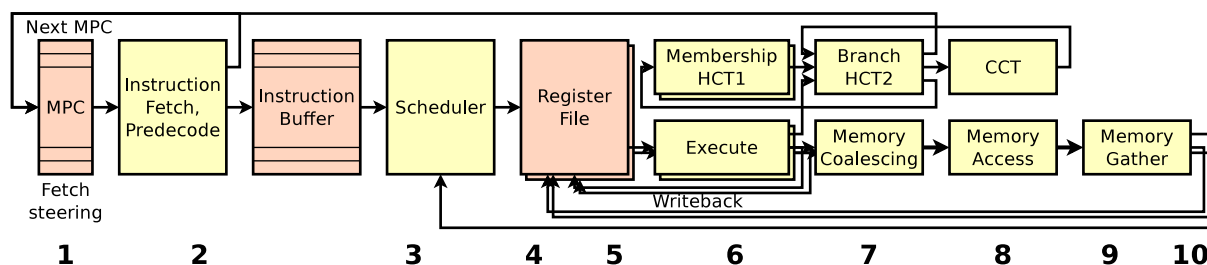 Next MPC
MPC
Fetch
steering
Instruction
Fetch,
Predecode
Instruction
Buffer
Scheduler
Register
File
Membership
HCT1
Branch
HCT2
CCT
Execute
Memory
Coalescing
Memory
Access
Memory
Gather
Writeback
1 2 3 4 5 6 7 8 9 10